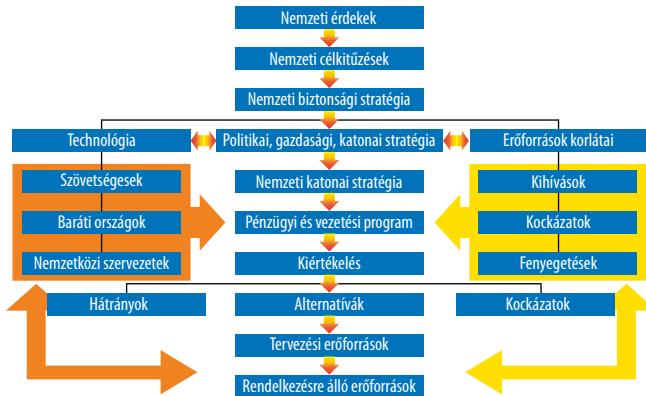 Nemzeti érdekek
Nemzeti célkitűzések
Nemzeti biztonsági stratégia
Technológia
Politikai, gazdasági, katonai stratégia
Erőforrások korlátai
Szövetségesek
Nemzeti katonai stratégia
Kihívások
Baráti országok
Pénzügyi és vezetési program
Kockázatok
Nemzetközi szervezetek
Kiértékelés
Fenyegetések
Hátrányok
Alternatívák
Kockázatok
Tervezési erőforrások
Rendelkezésre álló erőforrások